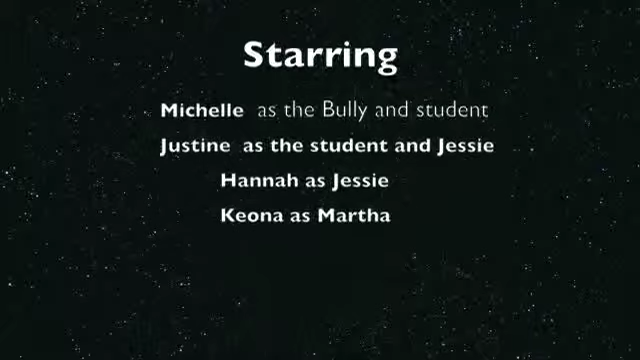 Starring
Michelle as the Bully and student
Justine as the student and Jessie
Hannah as Jessie
Keona as Martha